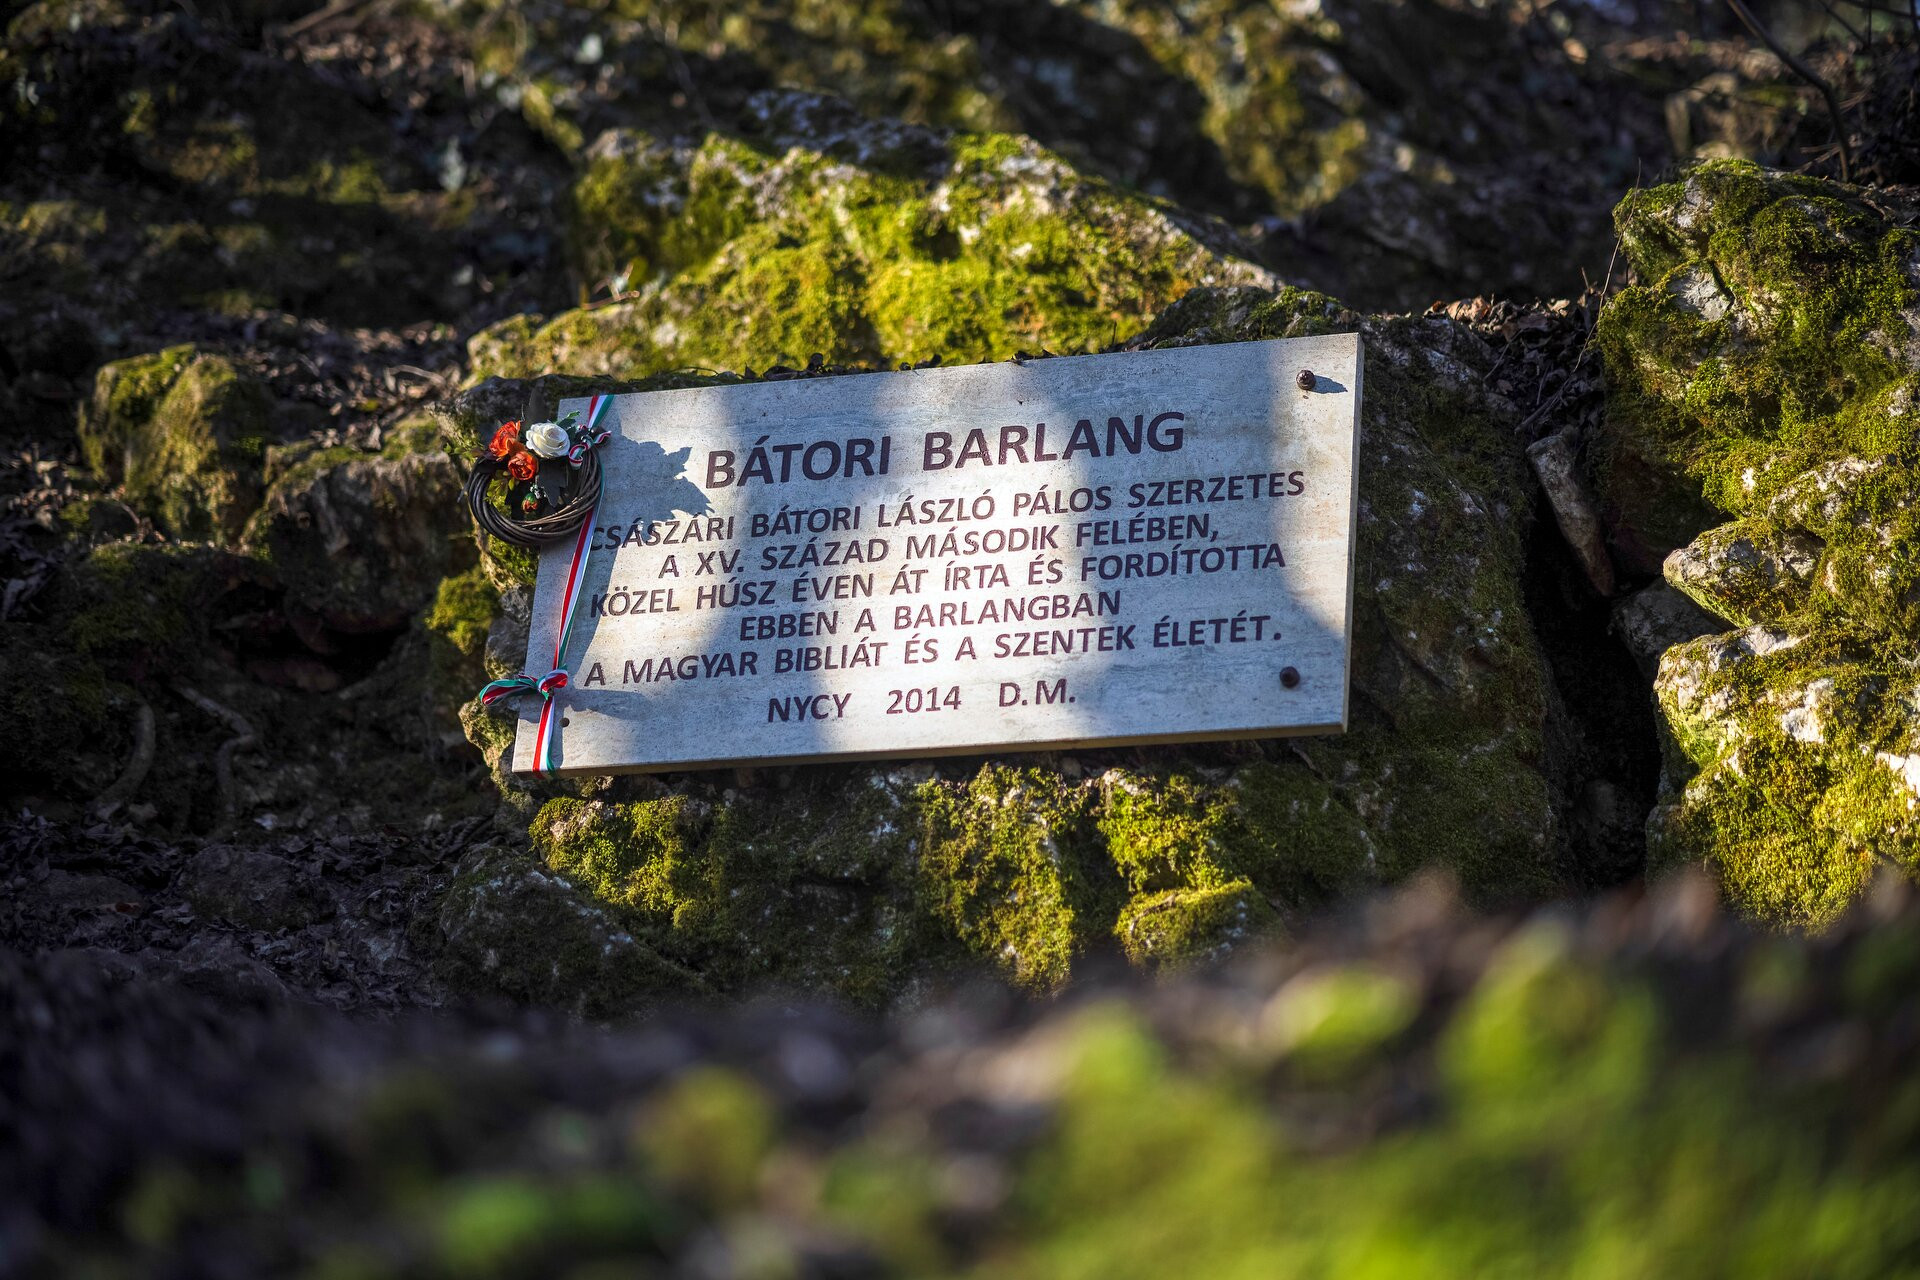 BÁTORI BARLANG
CSÁSZÁRI BÁTORI LÁSZLÓ PÁLOS SZERZETES
A XV. SZÁZAD MÁSODIK FELÉBEN,
KÖZEL HÚSZ ÉVEN ÁT ÍRTA ÉS FORDÍTOTTA
EBBEN A BARLANGBAN
A MAGYAR BIBLIÁT ÉS A SZENTEK ÉLETÉT.
NYCY 2014 D.M.